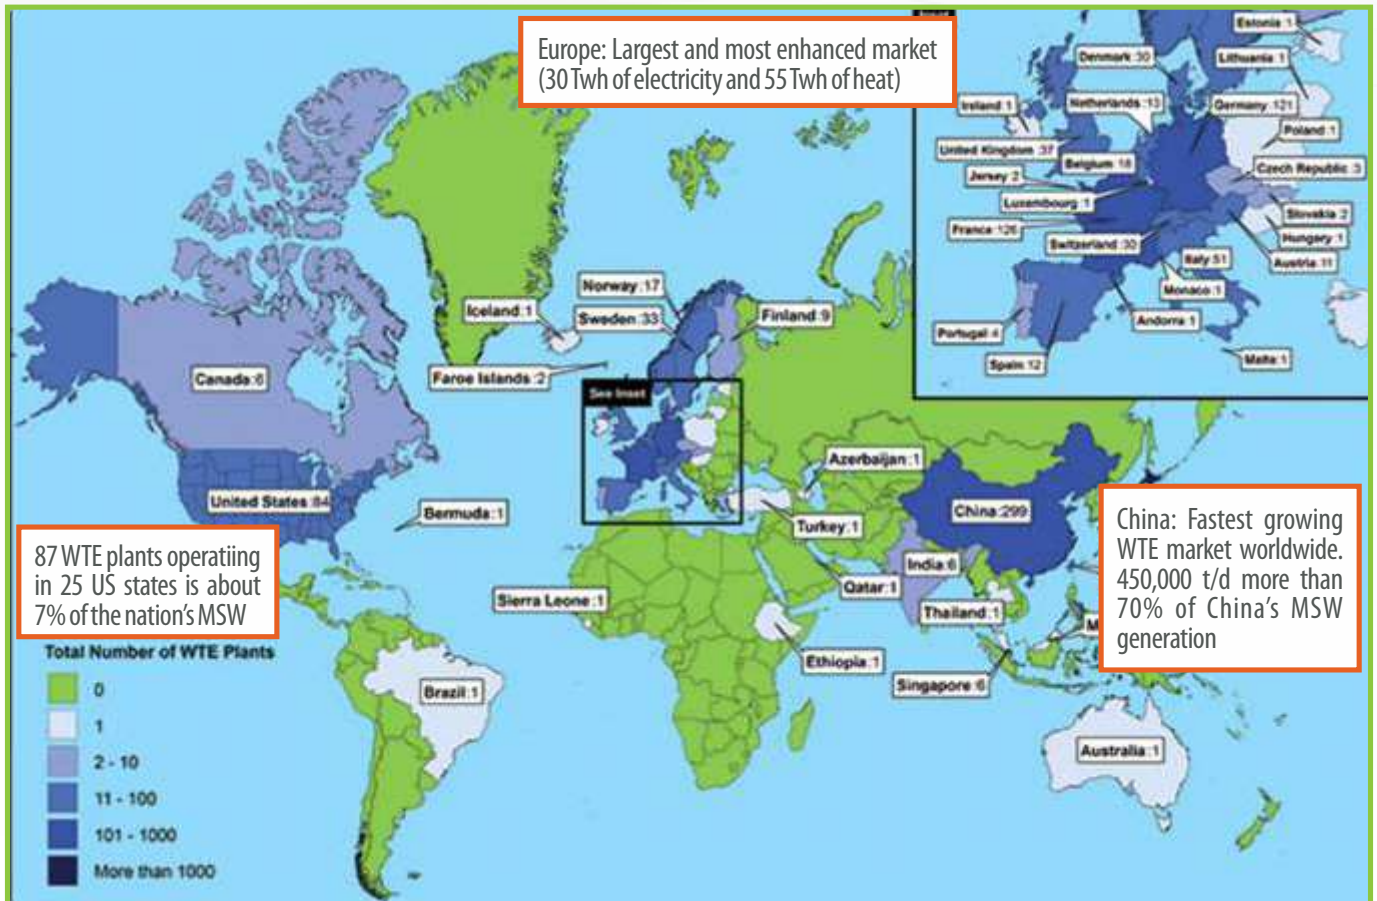 Europe: Largest and most enhanced market
(30 Twh of electricity and 55 Twh of heat)
Estonia :1
Denmark :30
Lithuania :1
Ireland :1
Netherlands :13
Germany :121
Poland :1
United Kingdom :37
Belgium :18
Czech Republic :3
Jersey :2
Luxembourg :1
Slovakia :2
France :126
Switzerland :30
Hungary :1
Italy :51
Austria :11
Monaco :1
Portugal :4
Andorra :1
Spain :12
Malta :1
Norway :17
Iceland :1
Sweden :33
Finland :9
Canada :6
Faroe Islands :2
See Inset
Azerbaijan :1
United States :84
Bermuda :1
China :299
Turkey :1
87 WTE plants operatiing
in 25 US states is about
7% of the nation's MSW
China: Fastest growing
WTE market worldwide.
450,000 t/d more than
70% of China's MSW
generation
India :6
Qatar :1
Sierra Leone :1
Thailand :1
M
Ethiopia :1
Singapore :6
Brazil :1
Australia :1
Total Number of WTE Plants
0
1
2 - 10
11 - 100
101 - 1000
More than 1000